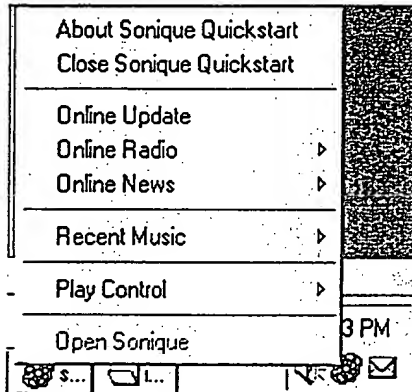 About Sonique Quickstart
Close Sonique Quickstart
Online Update
Online Radio
Online News
Recent Music
Play Control
Open Sonique
3 PM
S...